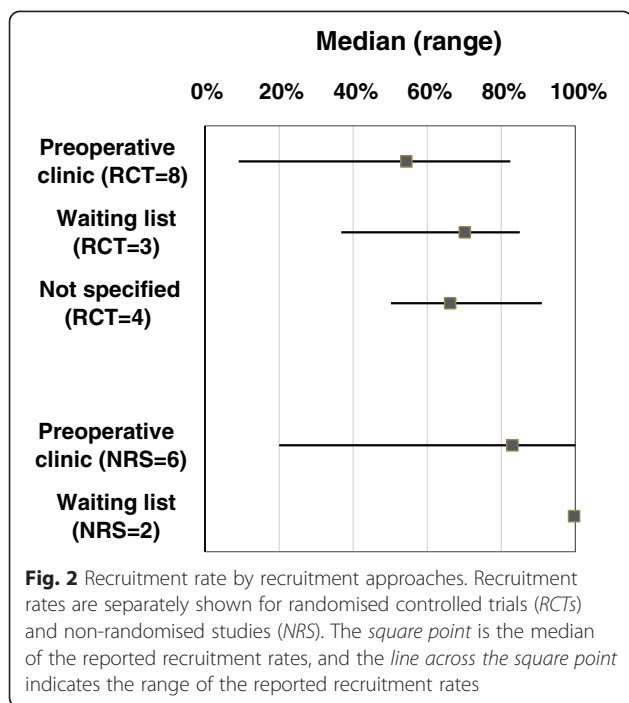 Median (range)
0% 20% 40% 60% 80% 100%
Preoperative
clinic (RCT=8)
Waiting list
(RCT=3)
Not specified
(RCT=4)
Preoperative
clinic (NRS=6)
Waiting list
(NRS=2)
Fig. 2 Recruitment rate by recruitment approaches. Recruitment
rates are separately shown for randomised controlled trials (RCTs)
and non-randomised studies (NRS). The square point is the median
of the reported recruitment rates, and the line across the square point
indicates the range of the reported recruitment rates